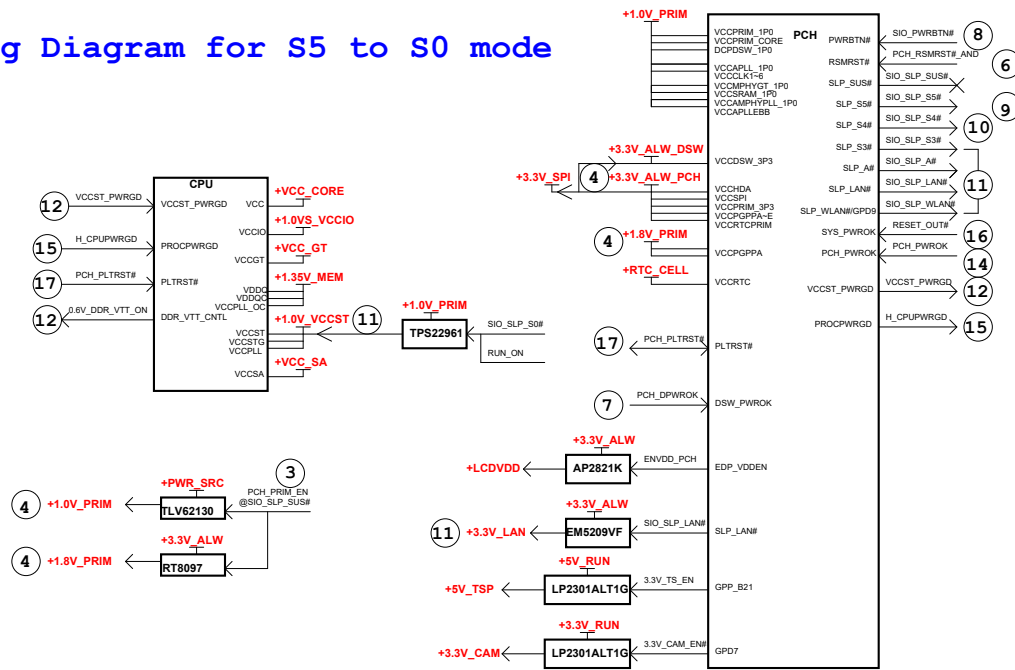 g Diagram for S5 to S0 mode
+1.0V_PRIM
VCCPRIM_1P0
VCCPRIM_CORE
DCPDSW_1P0
VCCAPLL_1P0
VCCCLK1~6
VCCMPHYGT_1P0
VCCSRAM_1P0
VCCAMPHYPLL_1P0
VCCAPLLEBB
PCH
PWRBTN#
SIO_PWRBTN#
8
RSMRST#
PCH_RSMRST#_AND
6
SLP_SUS#
SIO_SLP_SUS#
SLP_S5#
SIO_SLP_S5#
9
SLP_S4#
SIO_SLP_S4#
10
SLP_S3#
SIO_SLP_S3#
SLP_A#
SIO_SLP_A#
11
SLP_LAN#
SIO_SLP_LAN#
SLP_WLAN#/GPD9
SIO_SLP_WLAN#
SYS_PWROK
RESET_OUT#
16
PCH_PWROK
PCH_PWROK
14
VCCST_PWRGD
VCCST_PWRGD
12
PROCPWRGD
H_CPUPWRGD
15
+3.3V_ALW_DSW
VCCDSW_3P3
+3.3V_SPI
4
+3.3V_ALW_PCH
VCCHDA
VCCSPI
VCCPRIM_3P3
VCCPGPPA~E
VCCRTCPRIM
4
+1.8V_PRIM
VCCPGPPA
+RTC_CELL
VCCRTC
17
PCH_PLTRST#
PLTRST#
7
PCH_DPWROK
DSW_PWROK
CPU
12
VCCST_PWRGD
VCCST_PWRGD
15
H_CPUPWRGD
PROCPWRGD
17
PCH_PLTRST#
PLTRST#
12
0.6V_DDR_VTT_ON
DDR_VTT_CNTL
+VCC_CORE
VCC
+1.0VS_VCCIO
VCCIO
+VCC_GT
VCCGT
+1.35V_MEM
VDDQ
VDDQC
VCCPLL_OC
+1.0V_VCCST
VCCST
VCCSTG
VCCPLL
+VCC_SA
VCCSA
11
+1.0V_PRIM
TPS22961
SIO_SLP_S0#
RUN_ON
+3.3V_ALW
+LCDVDD
AP2821K
ENVDD_PCH
EDP_VDDEN
+3.3V_ALW
11
+3.3V_LAN
EM5209VF
SIO_SLP_LAN#
SLP_LAN#
+5V_RUN
+5V_TSP
LP2301ALT1G
3.3V_TS_EN
GPP_B21
+3.3V_RUN
+3.3V_CAM
LP2301ALT1G
3.3V_CAM_EN#
GPD7
3
+PWR_SRC
PCH_PRIM_EN
@SIO_SLP_SUS#
4
+1.0V_PRIM
TLV62130
+3.3V_ALW
4
+1.8V_PRIM
RT8097